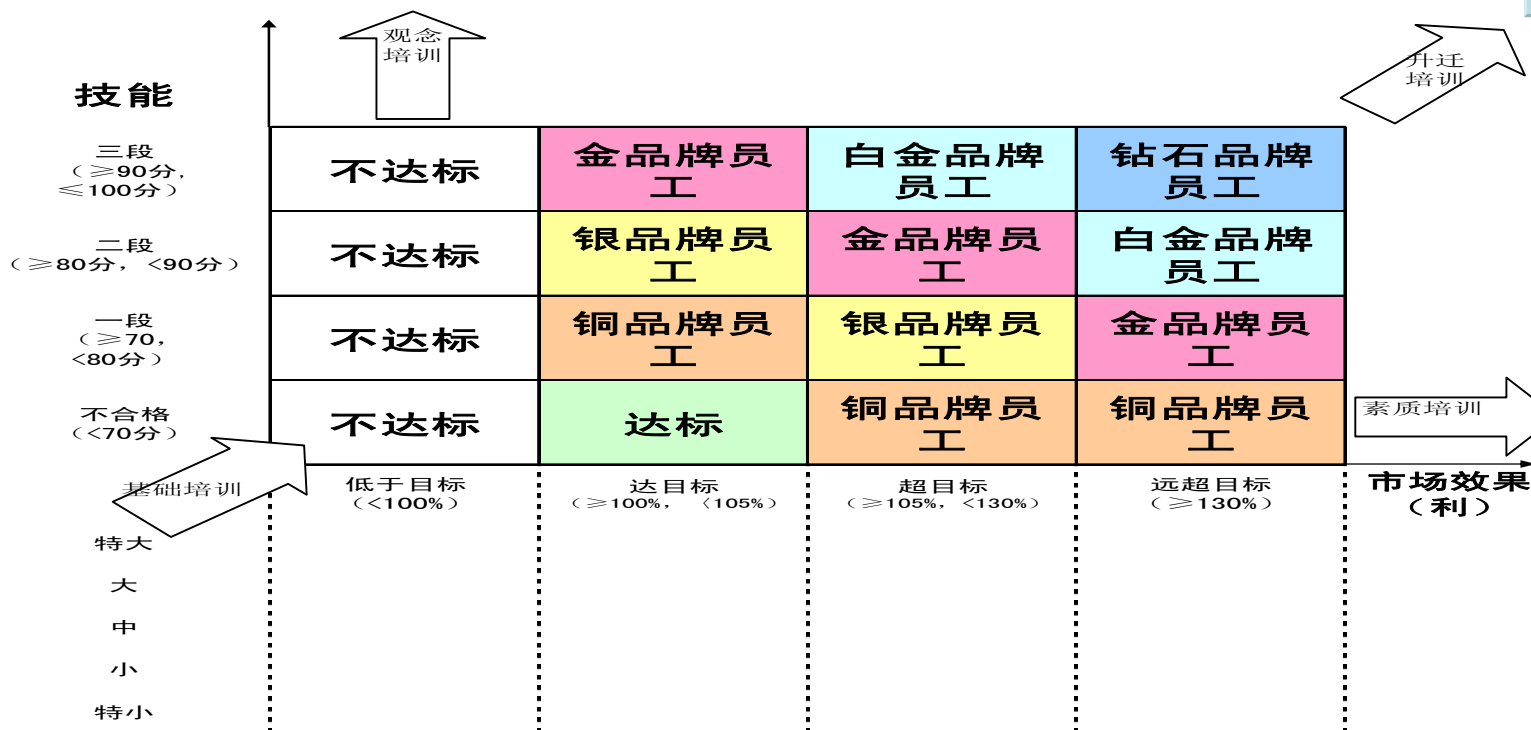 观念
培训
升迁
培训
技能
三段
（≥90分，
≤100分）
不达标
金品牌员
工
白金品牌
员工
钻石品牌
员工
二段
（≥80分，<90分）
不达标
银品牌员
工
金品牌员
工
白金品牌
员工
一段
（≥70，
<80分）
不达标
铜品牌员
工
银品牌员
工
金品牌员
工
不合格
（<70分）
不达标
达标
铜品牌员
工
铜品牌员
工
素质培训
基础培训
低于目标
（<100%）
达目标
（≥100%，〈105%）
超目标
（≥105%，<130%）
远超目标
（≥130%）
市场效果
（利）
特大
大
中
小
特小